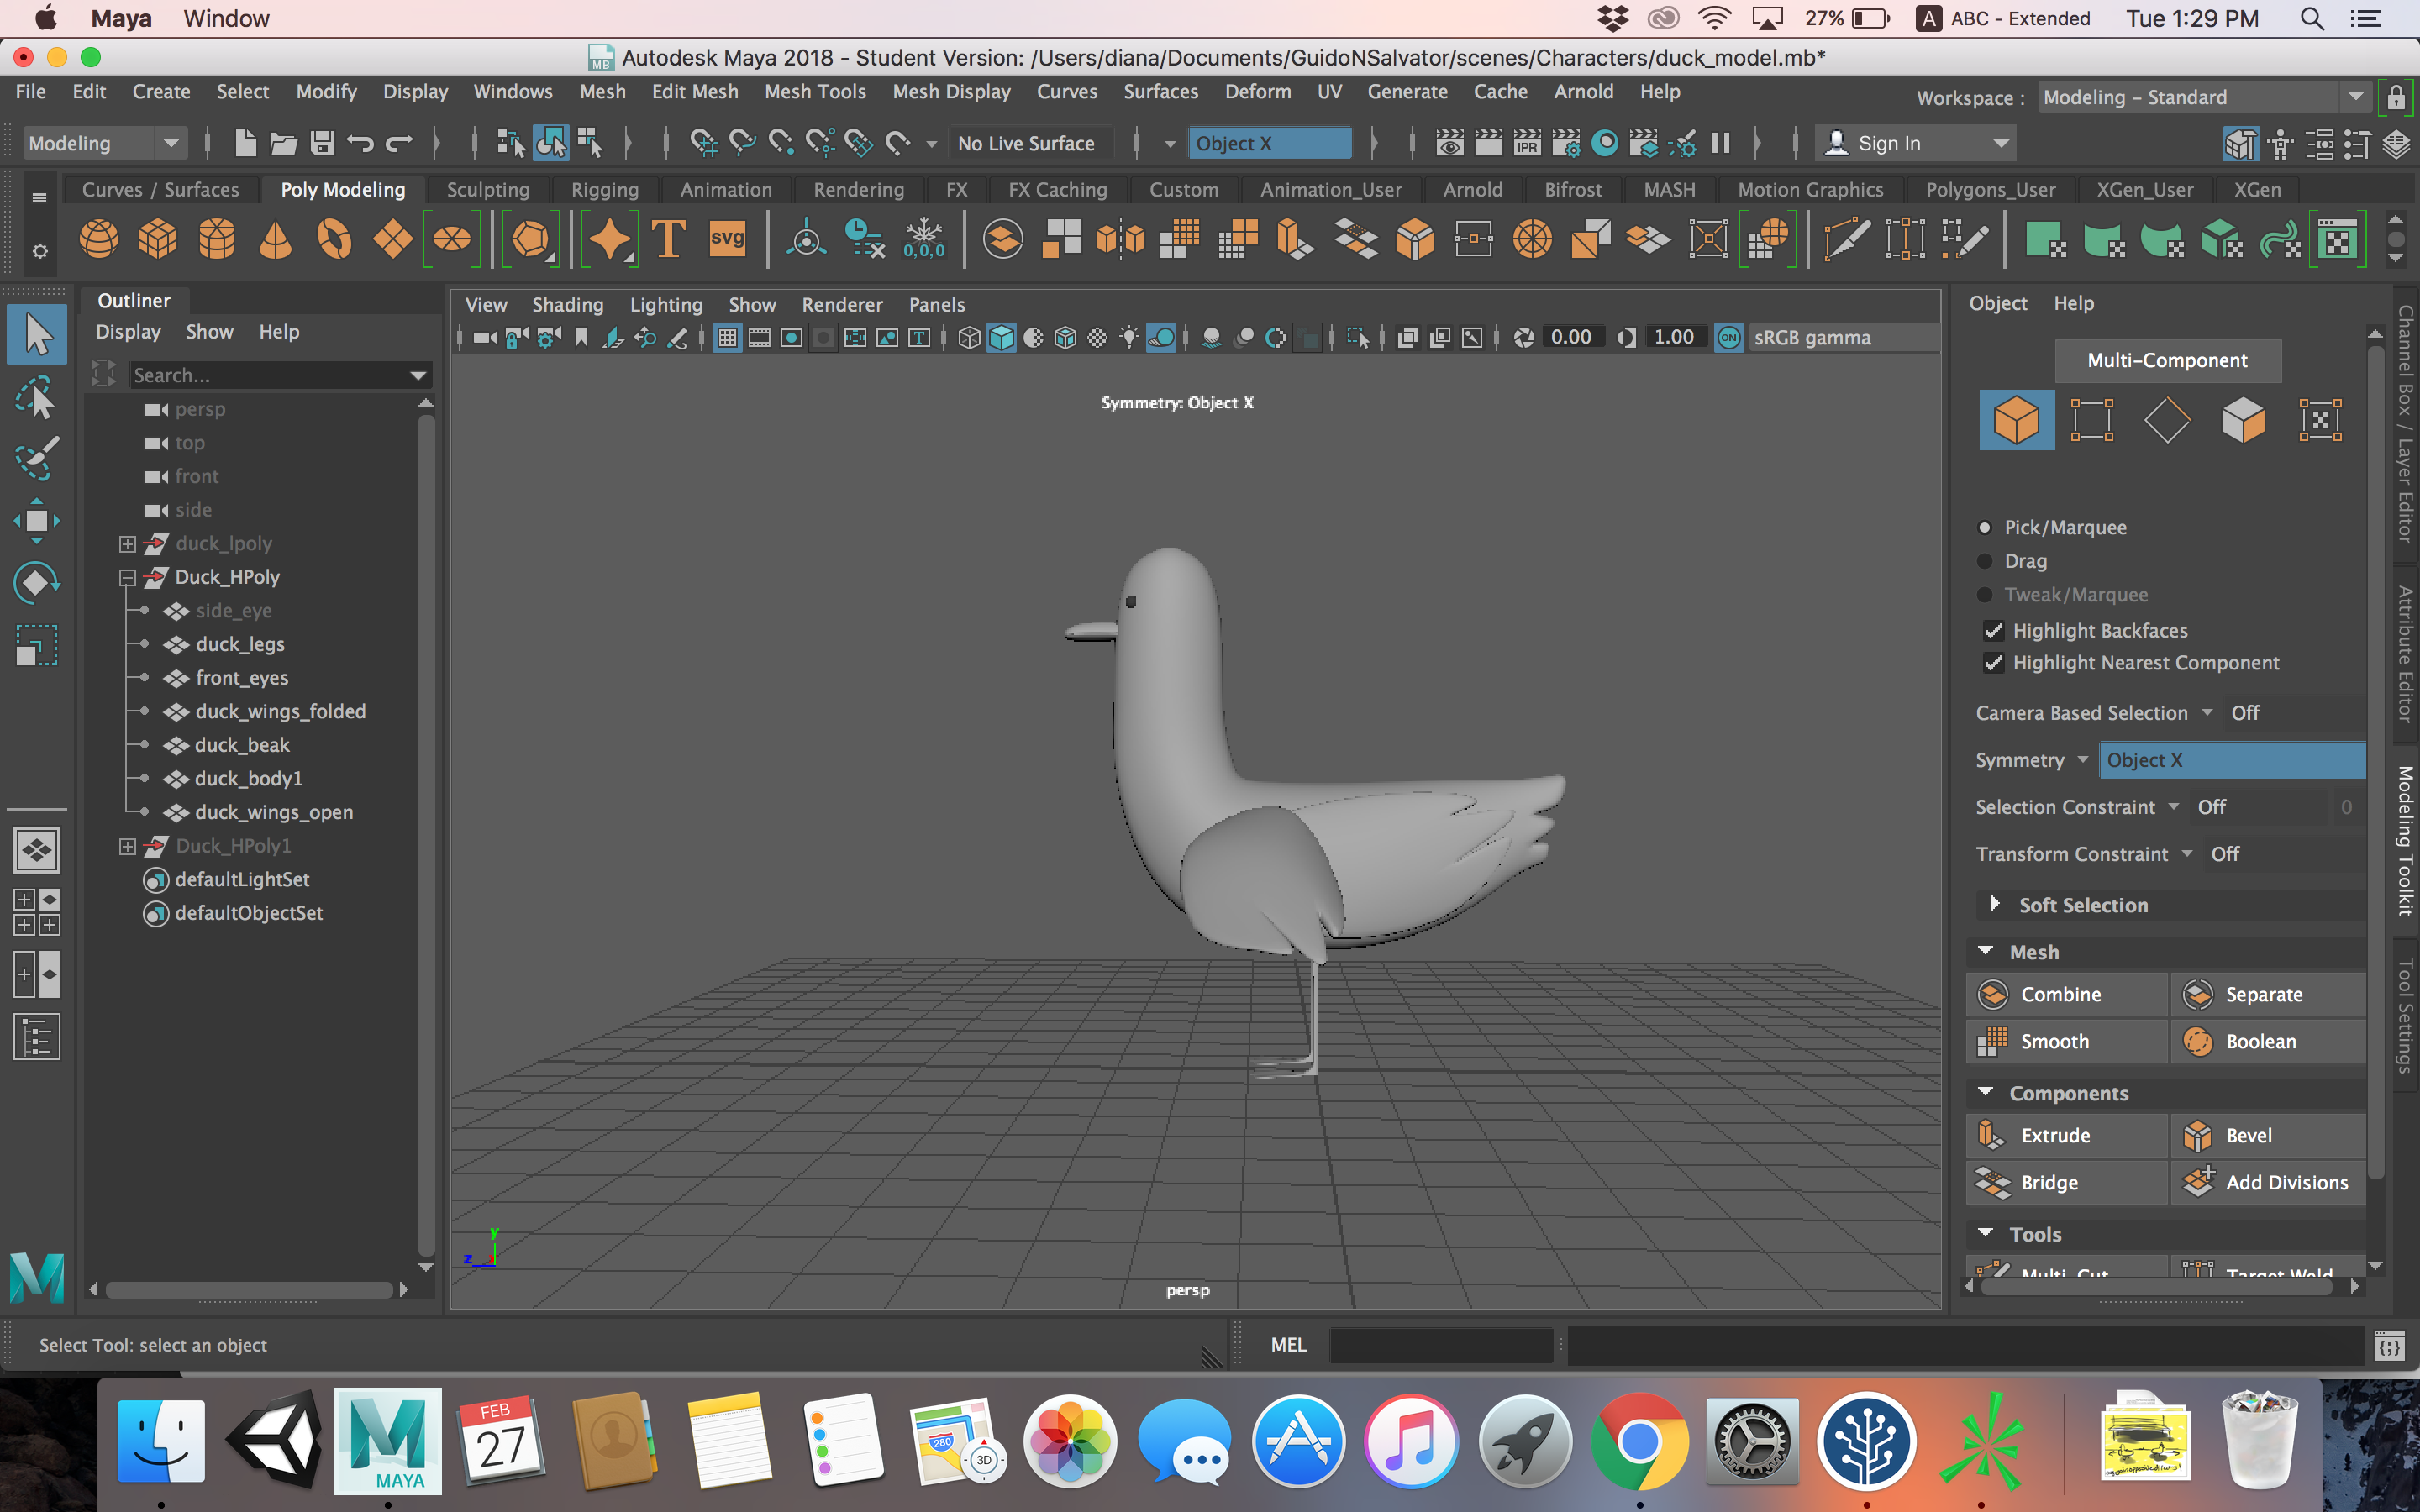 Maya Window 27% A ABC - Extended Tue 1:29 PM
MB Autodesk Maya 2018 - Student Version: /Users/diana/Documents/GuidoNSalvator/scenes/Characters/duck_model.mb*
File Edit Create Select Modify Display Windows Mesh Edit Mesh Mesh Tools Mesh Display Curves Surfaces Deform UV Generate Cache Arnold Help Workspace : Modeling - Standard
Modeling No Live Surface Object X IPR Sign In
Curves / Surfaces Poly Modeling Sculpting Rigging Animation Rendering FX FX Caching Custom Animation_User Arnold Bifrost MASH Motion Graphics Polygons_User XGen_User XGen
T svg 0,0,0
Outliner
Display Show Help
Search...
persp
top
front
side
duck_lpoly
Duck_HPoly
side_eye
duck_legs
front_eyes
duck_wings_folded
duck_beak
duck_body1
duck_wings_open
Duck_HPoly1
defaultLightSet
defaultObjectSet
View Shading Lighting Show Renderer Panels
T 0.00 1.00 ON sRGB gamma
Symmetry: Object X
y
z
persp
Object Help
Multi-Component
Pick/Marquee
Drag
Tweak/Marquee
Highlight Backfaces
Highlight Nearest Component
Camera Based Selection Off
Symmetry Object X
Selection Constraint Off 0
Transform Constraint Off
Soft Selection
Mesh
Combine Separate
Smooth Boolean
Components
Extrude Bevel
Bridge Add Divisions
Tools
Multi-Cut Target Weld
Channel Box / Layer Editor
Attribute Editor
Modeling Toolkit
Tool Settings
Select Tool: select an object MEL
MAYA
FEB
27
280
3D